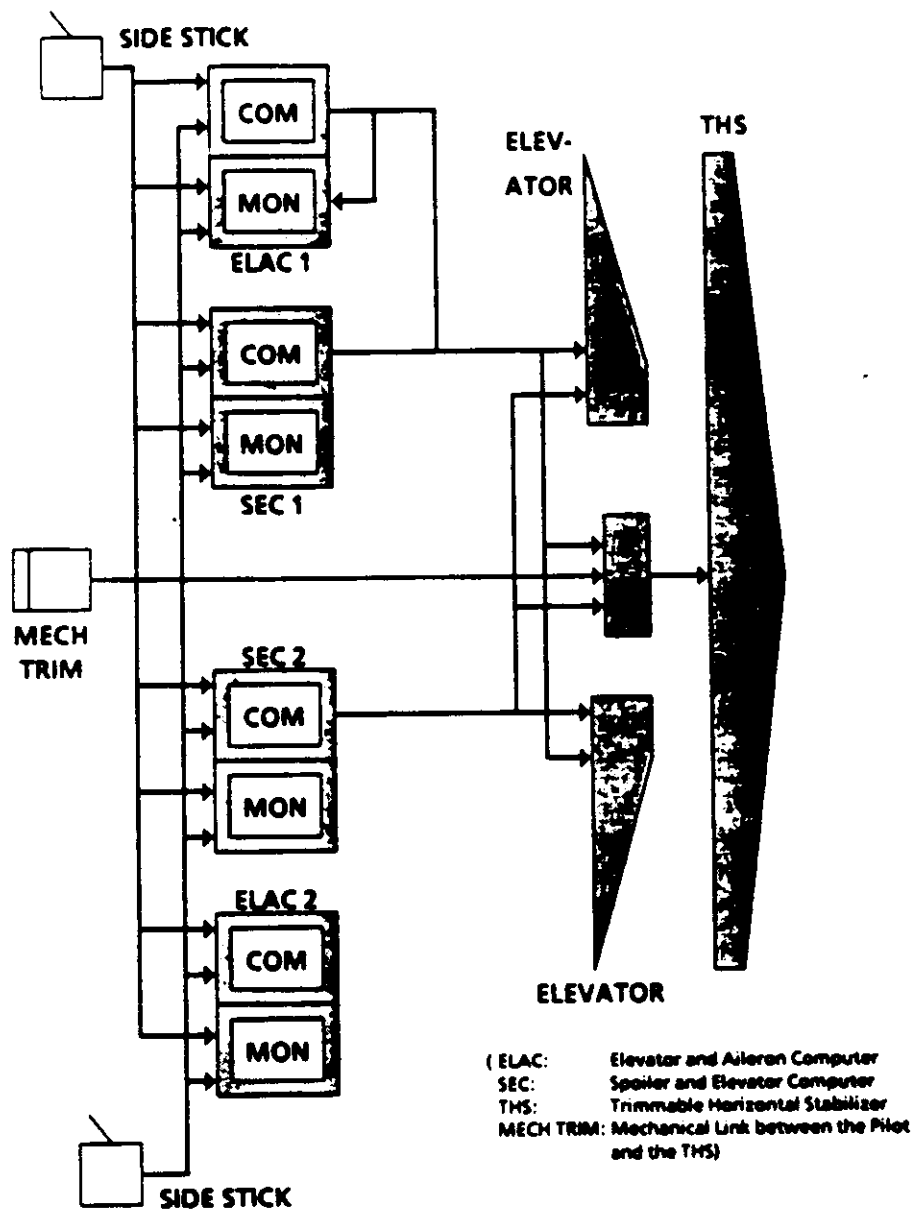 SIDE STICK
COM
MON
ELAC 1
COM
MON
SEC 1
ELEV-
ATOR
THS
MECH
TRIM
SEC 2
COM
MON
ELAC 2
COM
MON
ELEVATOR
SIDE STICK
( ELAC: Elevator and Aileron Computer
SEC: Spoiler and Elevator Computer
THS: Trimmable Horizontal Stabilizer
MECH TRIM: Mechanical Link between the Pilot
and the THS)